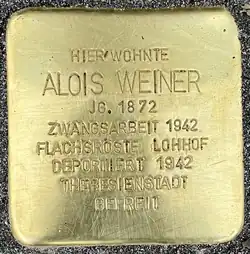 HIER WOHNTE
ALOIS WEINER
JG. 1872
ZWANGSARBEIT 1942
FLACHSRÖSTE LOHHOF
DEPORTIERT 1942
THERESIENSTADT
BEFREIT